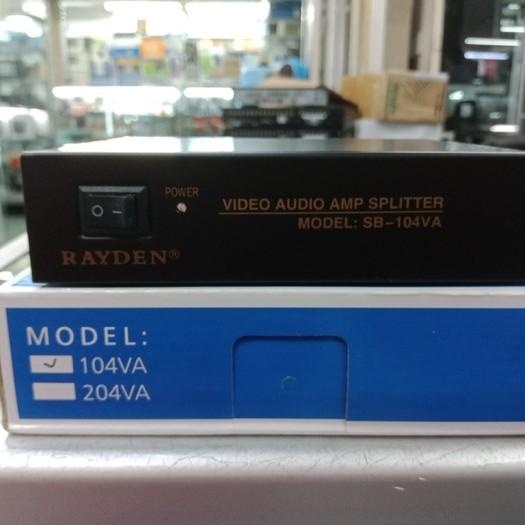 POWER
VIDEO AUDIO AMP SPLITTER
MODEL: SB-104VA
RAYDEN®
MODEL:
104VA
204VA